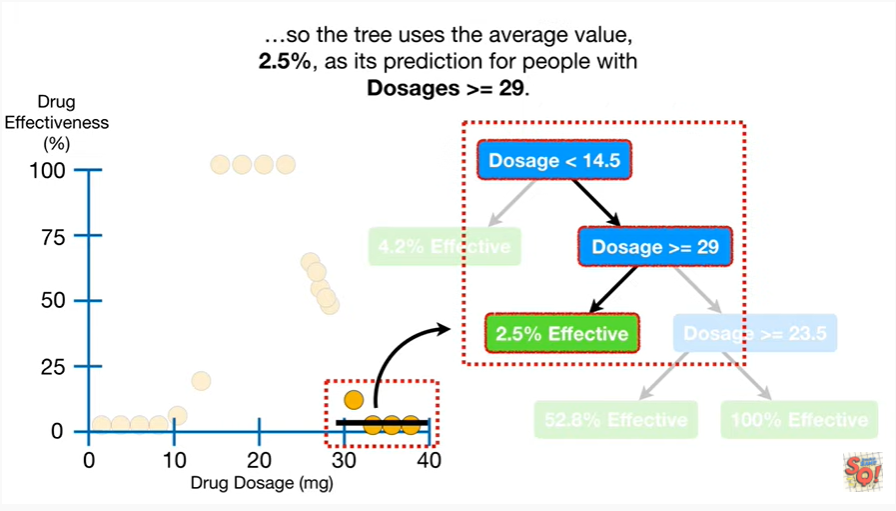 ...so the tree uses the average value,
2.5%, as its prediction for people with
Dosages >= 29.
Drug
Effectiveness
(%)
100
75
50
25
0
0
10
20
30
40
Drug Dosage (mg)
Dosage < 14.5
4.2% Effective
Dosage >= 29
2.5% Effective
Dosage >= 23.5
52.8% Effective
100% Effective
SQ!